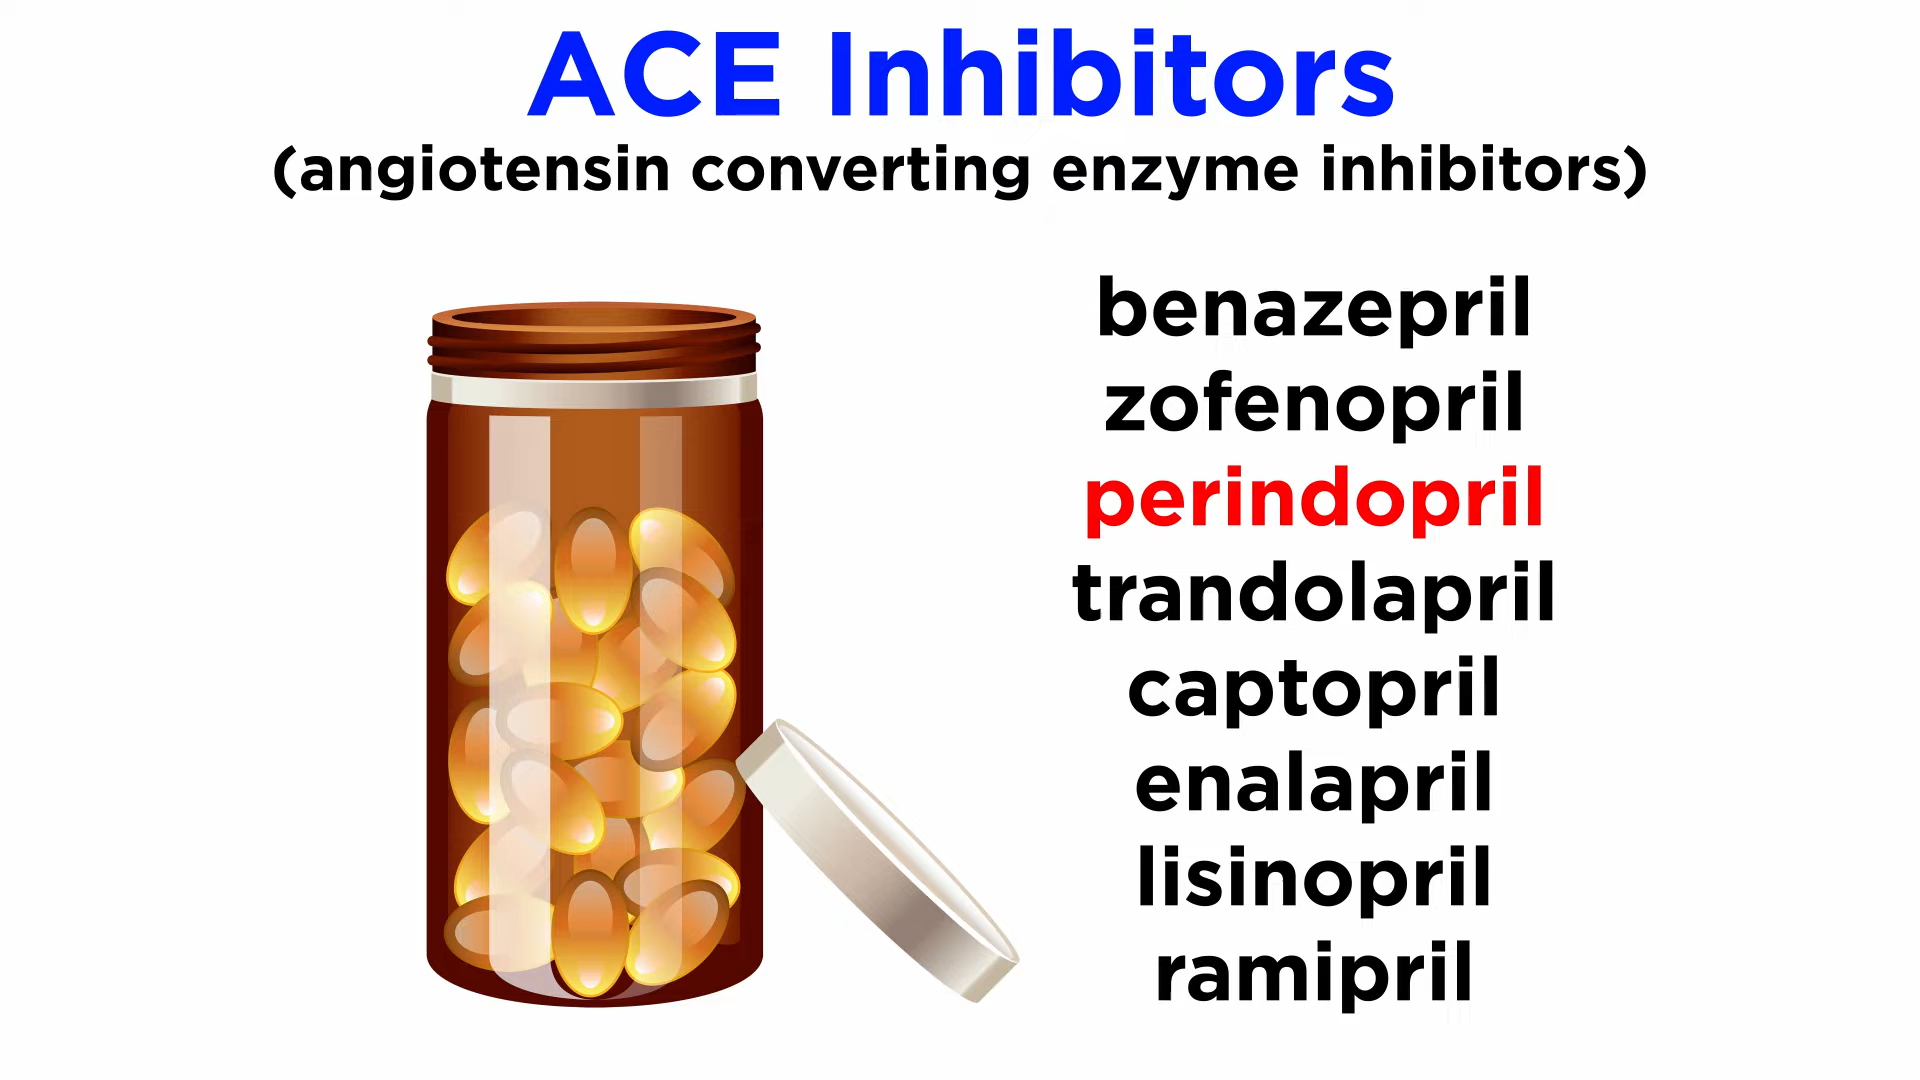 ACE Inhibitors
(angiotensin converting enzyme inhibitors)
benazepril
zofenopril
perindopril
trandolapril
captopril
enalapril
lisinopril
ramipril